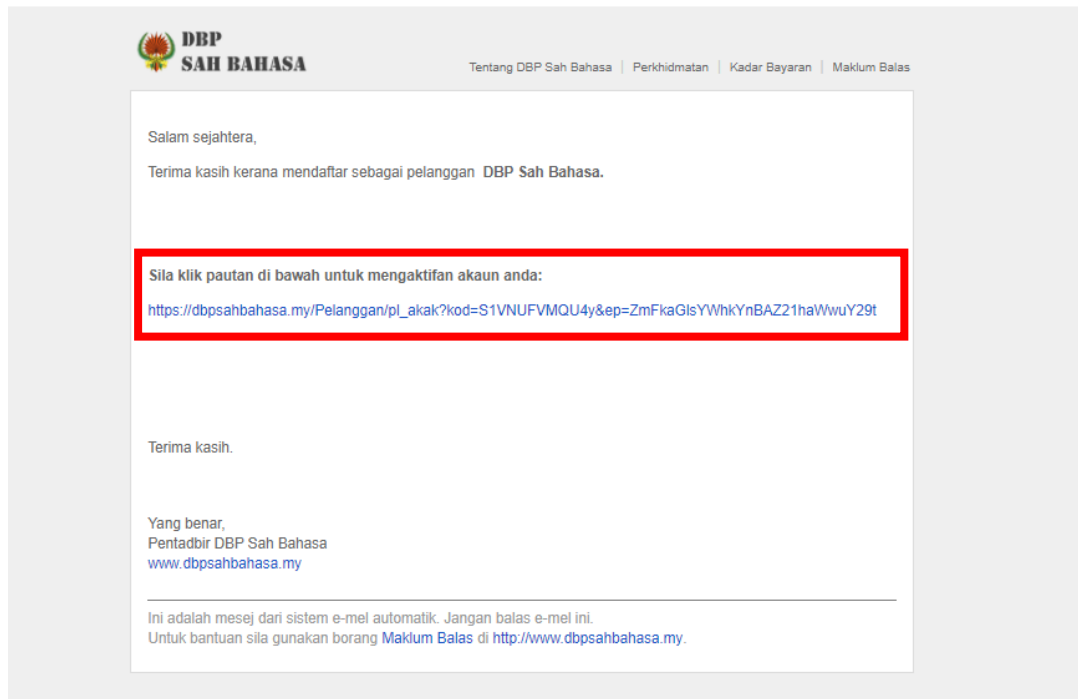 DBP
SAH BAHASA
Tentang DBP Sah Bahasa | Perkhidmatan | Kadar Bayaran | Maklum Balas
Salam sejahtera,
Terima kasih kerana mendaftar sebagai pelanggan DBP Sah Bahasa.
Sila klik pautan di bawah untuk mengaktifan akaun anda:
https://dbpsahbahasa.my/Pelanggan/pl_akak?kod=S1VNUFVMQU4y&ep=ZmFkaGlsYWhkYnBAZ21haWwuY29t
Terima kasih.
Yang benar,
Pentadbir DBP Sah Bahasa
www.dbpsahbahasa.my
Ini adalah mesej dari sistem e-mel automatik. Jangan balas e-mel ini.
Untuk bantuan sila gunakan borang Maklum Balas di http://www.dbpsahbahasa.my.